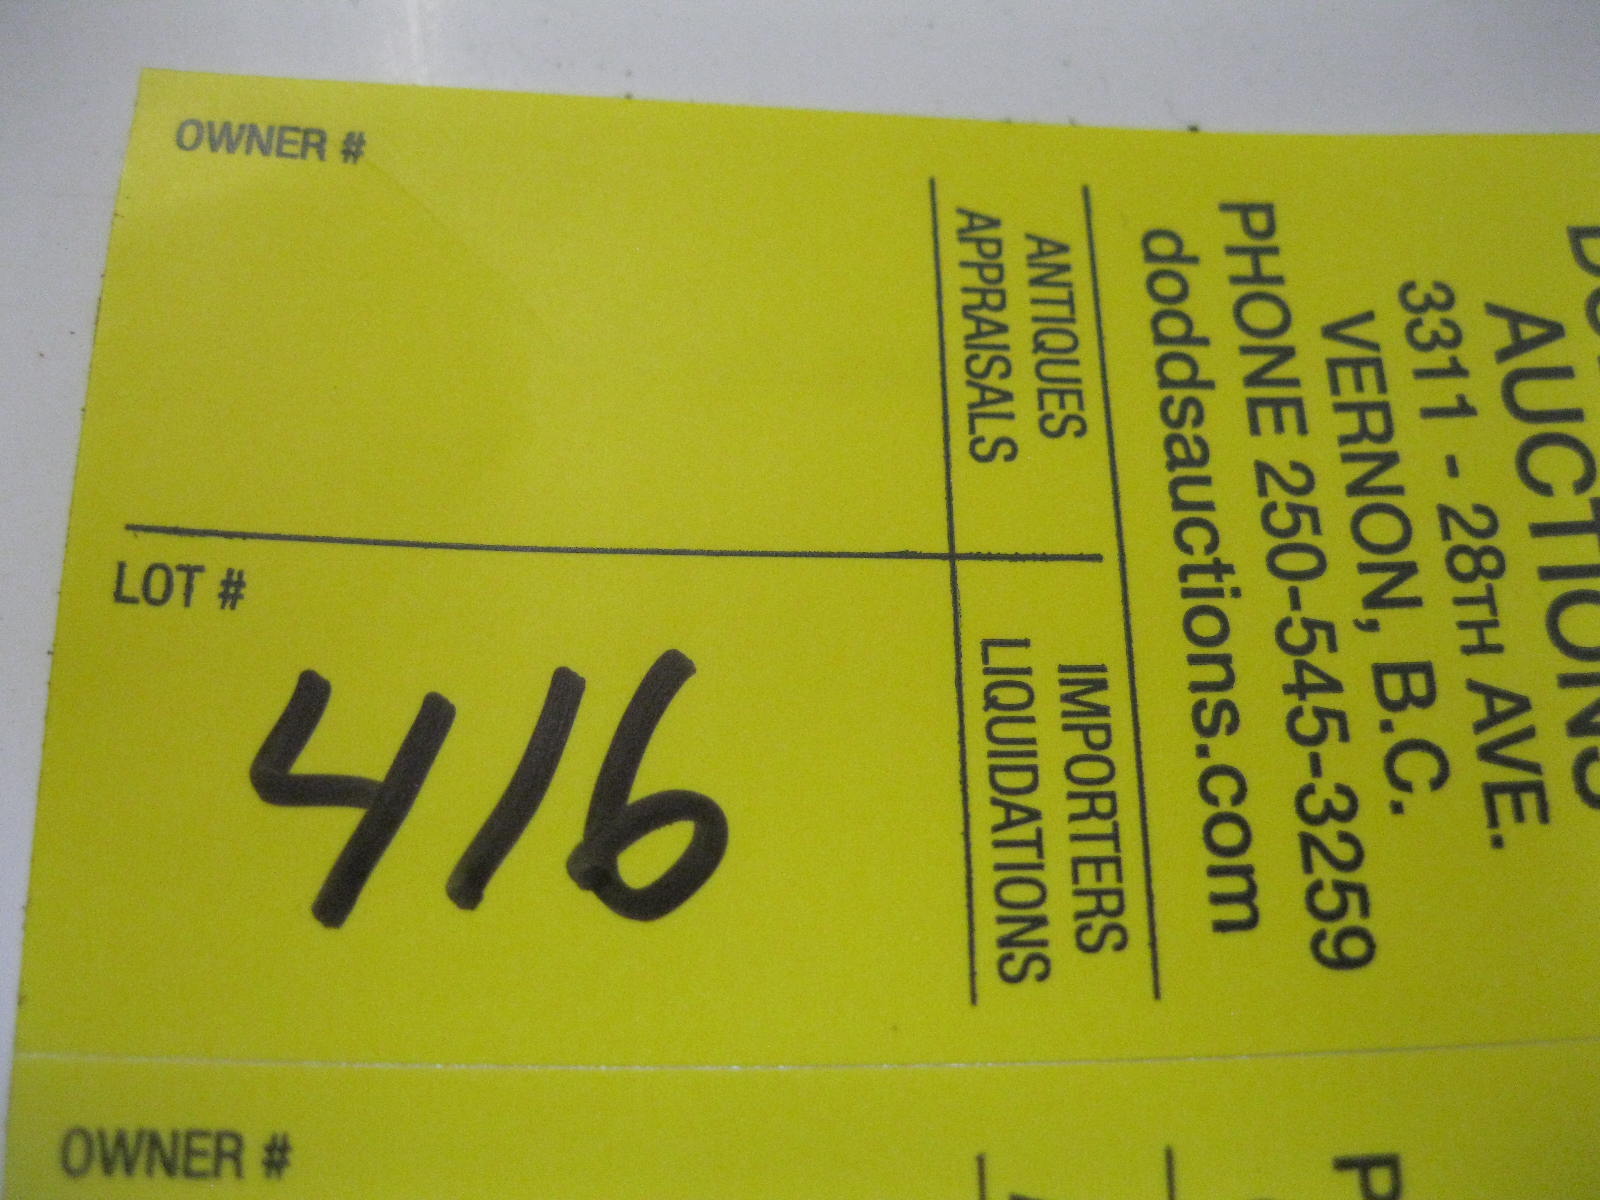 OWNER #
LOT #
416
AUCTIONS
3311 - 28TH AVE.
VERNON, B.C.
PHONE 250-545-3259
doddsauctions.com
ANTIQUES IMPORTERS
APPRAISALS LIQUIDATIONS
OWNER #